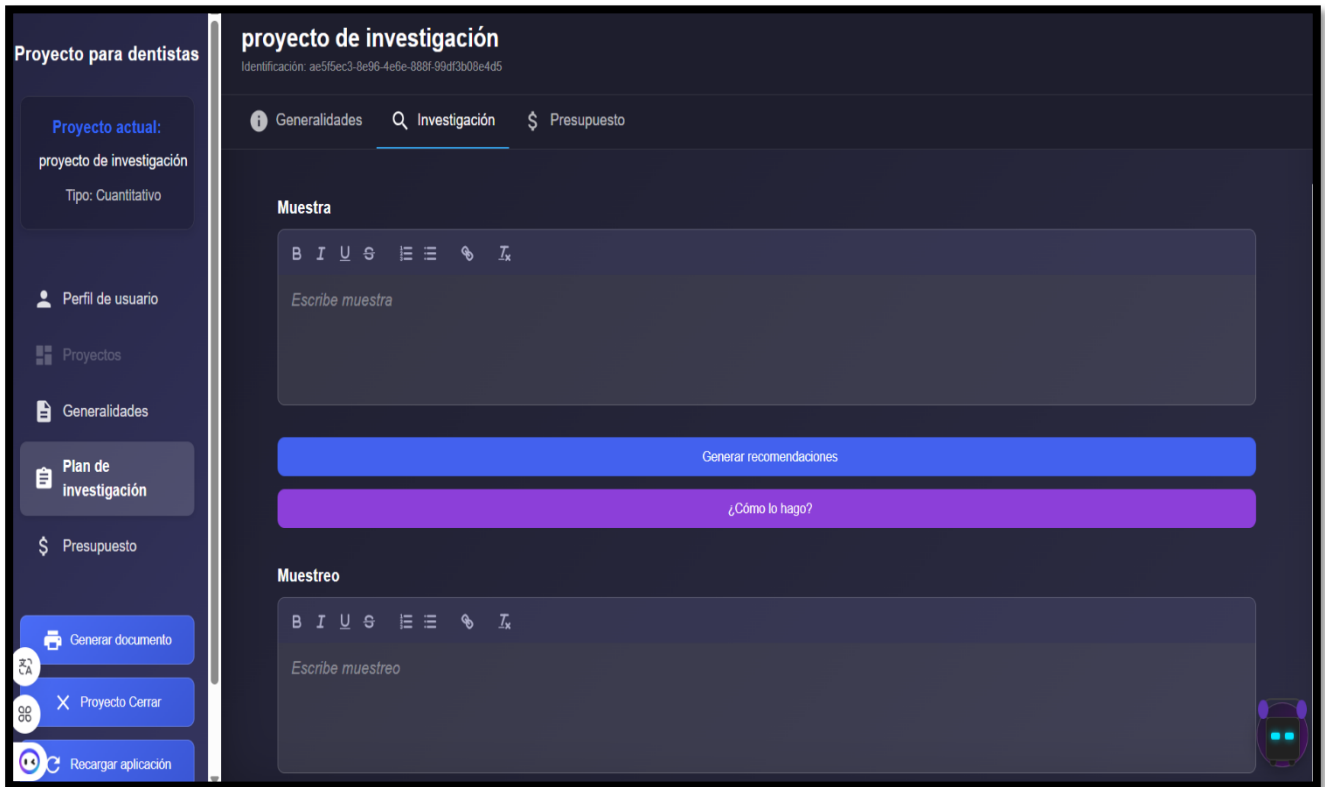 Proyecto para dentistas
Proyecto actual:
proyecto de investigación
Tipo: Cuantitativo
Perfil de usuario
Proyectos
Generalidades
Plan de
investigación
Presupuesto
Generar documento
Proyecto Cerrar
Recargar aplicación
proyecto de investigación
Identificación: ae5f5ec3-8e96-4e6e-888f-99df3b08e4d5
Generalidades Investigación Presupuesto
Muestra
B I U S
Escribe muestra
Generar recomendaciones
¿Cómo lo hago?
Muestreo
B I U S
Escribe muestreo